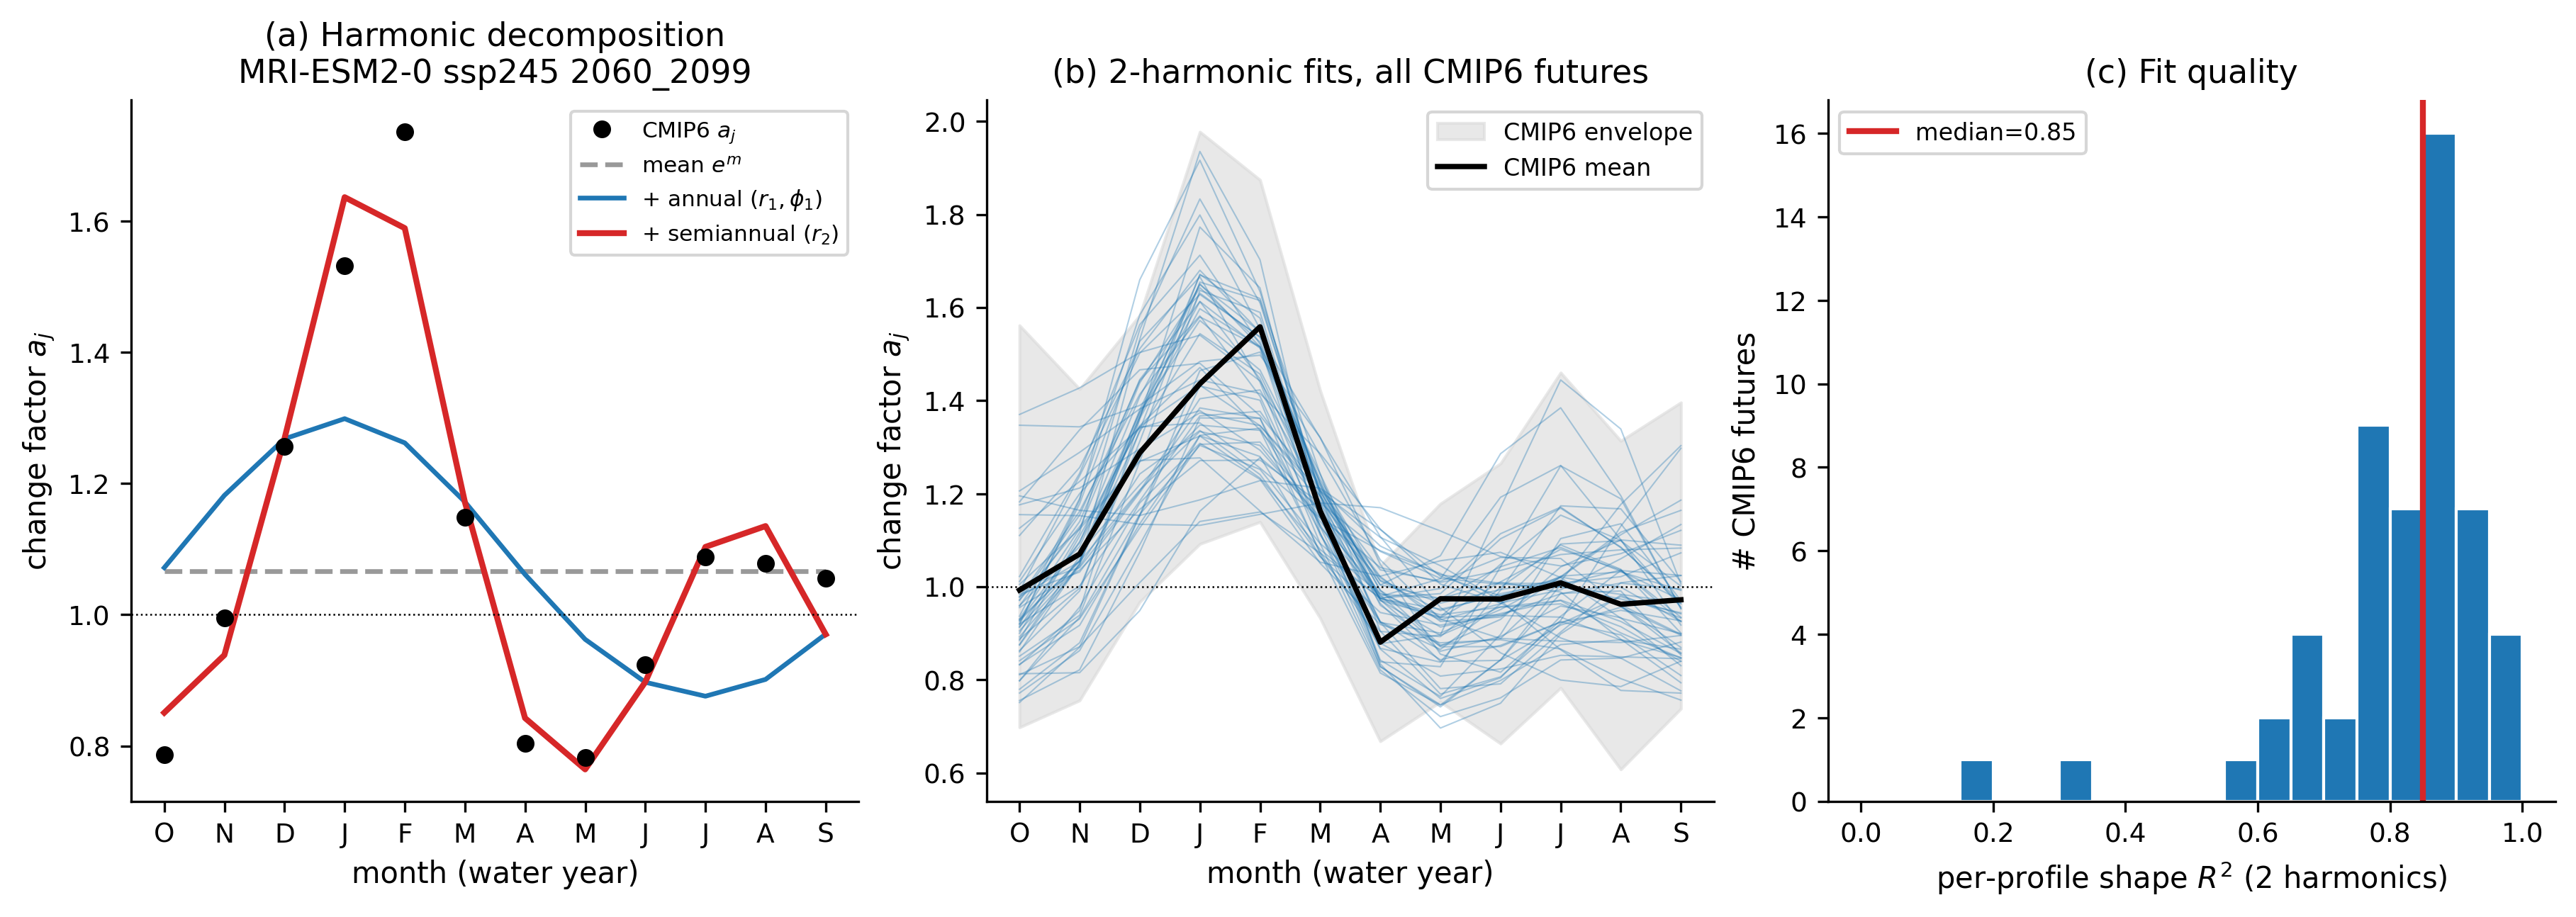 (a) Harmonic decomposition
MRI-ESM2-0 ssp245 2060_2099
change factor a_j
1.6
1.4
1.2
1.0
0.8
O N D J F M A M J J A S
month (water year)
CMIP6 a_j
mean e^m
+ annual (r_1, ϕ_1)
+ semiannual (r_2)
(b) 2-harmonic fits, all CMIP6 futures
change factor a_j
2.0
1.8
1.6
1.4
1.2
1.0
0.8
0.6
O N D J F M A M J J A S
month (water year)
CMIP6 envelope
CMIP6 mean
(c) Fit quality
# CMIP6 futures
16
14
12
10
8
6
4
2
0
0.0 0.2 0.4 0.6 0.8 1.0
per-profile shape R^2 (2 harmonics)
median=0.85